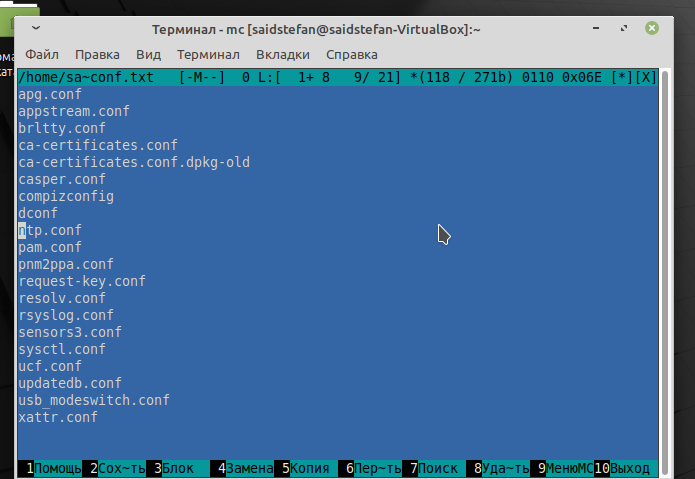 Терминал - mc [saidstefan@saidstefan-VirtualBox]:~
Файл Правка Вид Терминал Вкладки Справка
/home/sa~conf.txt [-M--] 0 L:[ 1+ 8 9/ 21] *(118 / 271b) 0110 0x06E [*][X]
apg.conf
appstream.conf
brltty.conf
ca-certificates.conf
ca-certificates.conf.dpkg-old
casper.conf
compizconfig
dconf
ntp.conf
pam.conf
pnm2ppa.conf
request-key.conf
resolv.conf
rsyslog.conf
sensors3.conf
sysctl.conf
ucf.conf
updatedb.conf
usb_modeswitch.conf
xattr.conf
1Помощь 2Сох~ть 3Блок 4Замена 5Копия 6Пер~ть 7Поиск 8Уда~ть 9МенюМС 10Выход